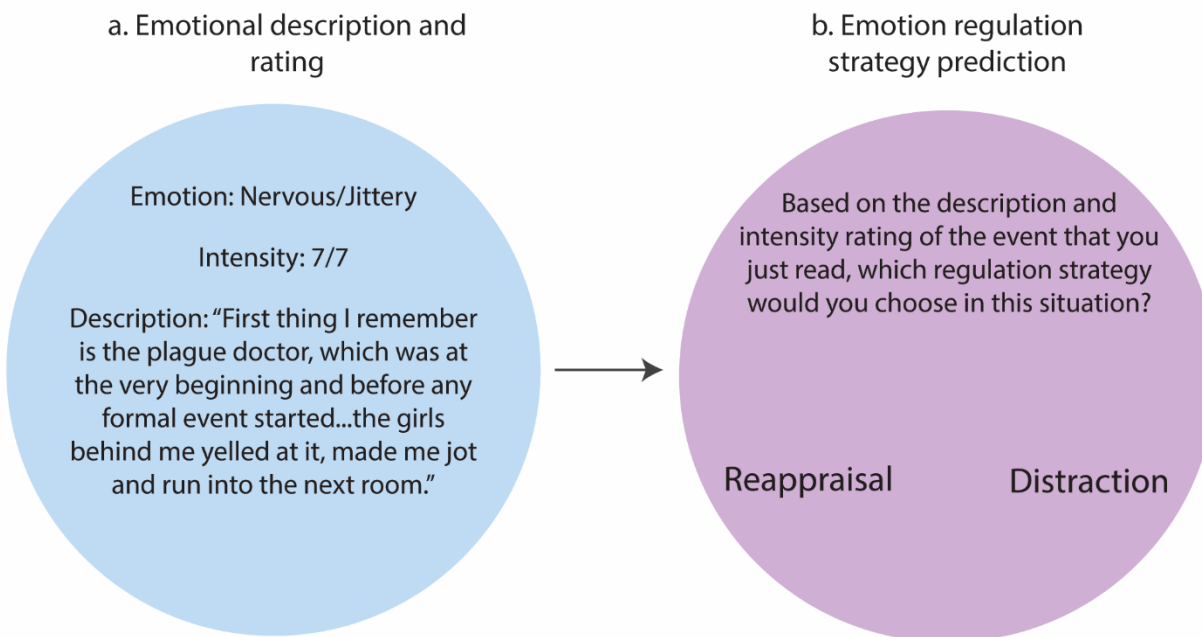 a. Emotional description and
rating
Emotion: Nervous/Jittery
Intensity: 7/7
Description: “First thing I remember
is the plague doctor, which was at
the very beginning and before any
formal event started...the girls
behind me yelled at it, made me jot
and run into the next room.”
b. Emotion regulation
strategy prediction
Based on the description and
intensity rating of the event that you
just read, which regulation strategy
would you choose in this situation?
Reappraisal
Distraction